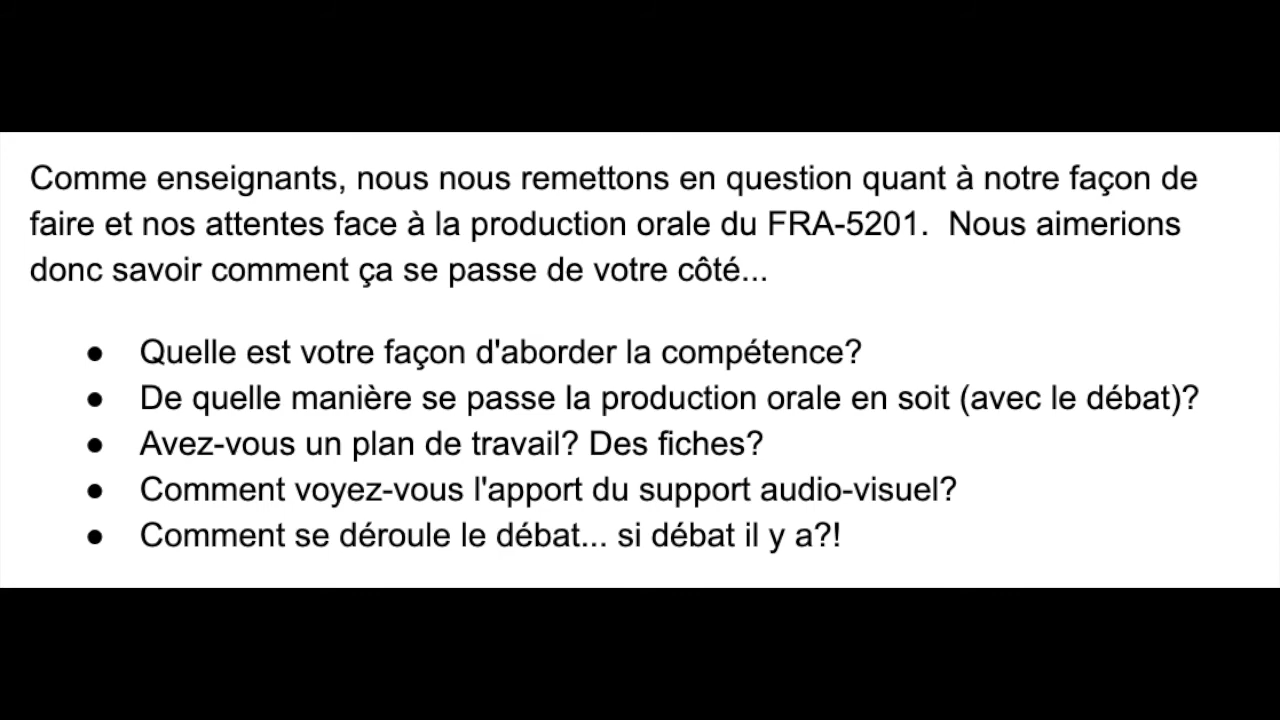 Comme enseignants, nous nous remettons en question quant à notre façon de
faire et nos attentes face à la production orale du FRA-5201.  Nous aimerions
donc savoir comment ça se passe de votre côté...
● Quelle est votre façon d'aborder la compétence?
● De quelle manière se passe la production orale en soit (avec le débat)?
● Avez-vous un plan de travail? Des fiches?
● Comment voyez-vous l'apport du support audio-visuel?
● Comment se déroule le débat... si débat il y a?!